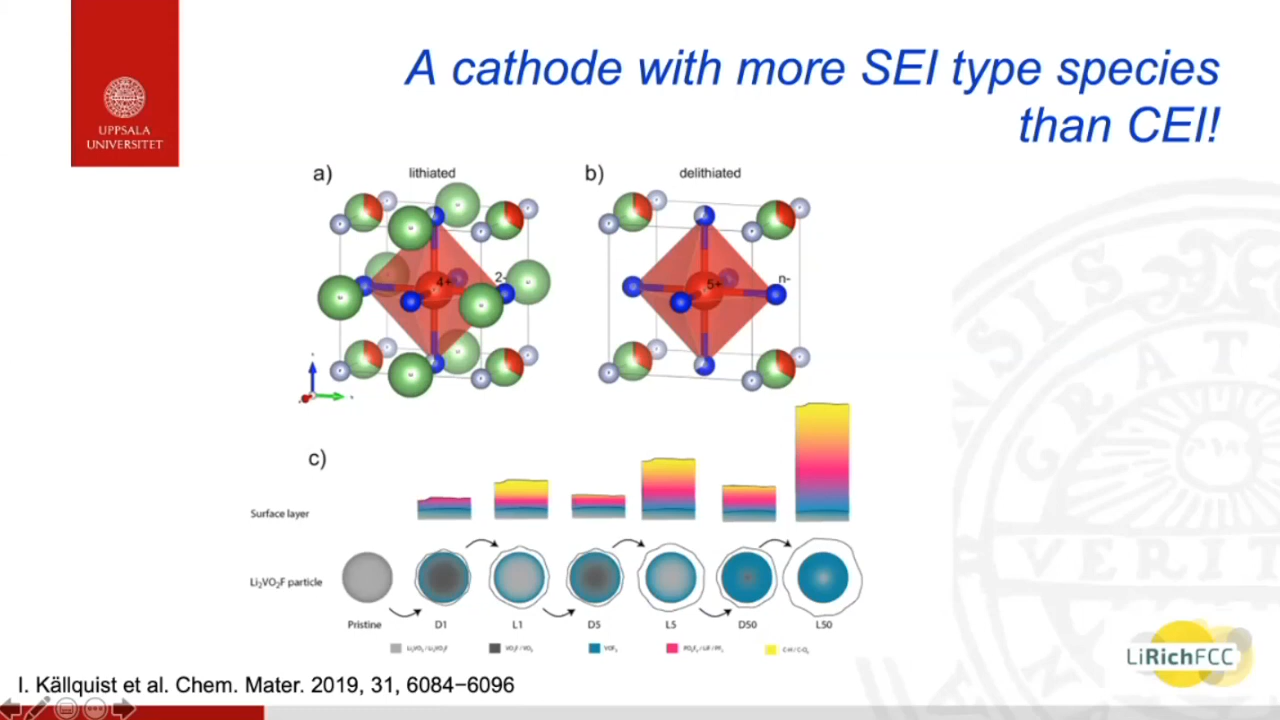 UPPSALA
UNIVERSITET
A cathode with more SEI type species
than CEI!
a)
lithiated
b)
delithiated
4+
2-
5+
n-
c)
Surface layer
Li₂VO₂F particle
Pristine
D1
L1
D5
L5
D50
L50
I. Källquist et al. Chem. Mater. 2019, 31, 6084−6096
LiRichFCC
VERIT